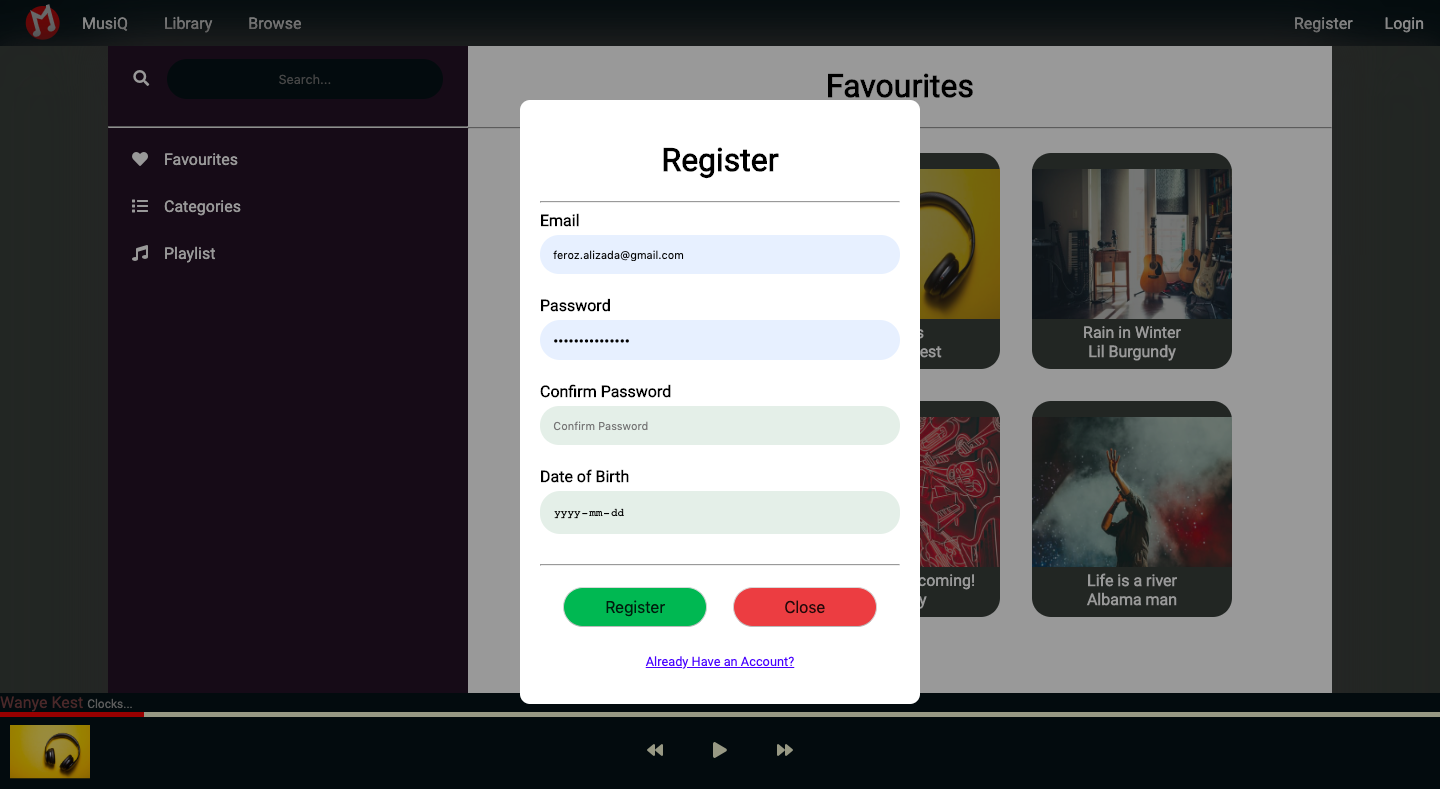 MusiQ Library Browse Register Login
Search...
Favourites
Favourites
Categories
Playlist
Register
Email
feroz.alizada@gmail.com
Password
•••••••••••••••
Confirm Password
Confirm Password
Date of Birth
yyyy-mm-dd
Register Close
Already Have an Account?
Rain in Winter
Lil Burgundy
coming!
Life is a river
Albama man
Wanye Kest Clocks...